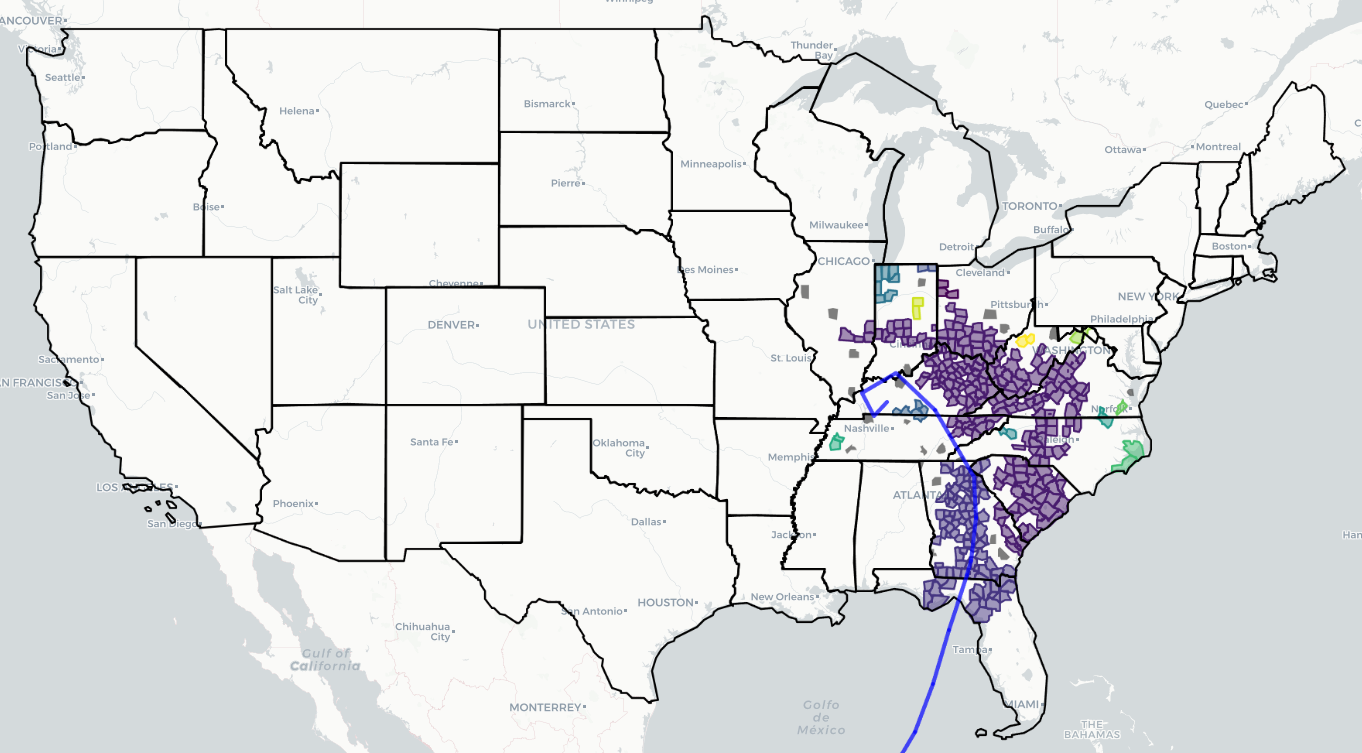 Winnipeg
VANCOUVER
Victoria
Seattle
Thunder
Bay
Helena
Bismarck
Quebec
Portland
Ottawa
Montreal
Minneapolis
Pierre
Boise
TORONTO
Milwaukee
Buffalo
Detroit
Boston
CHICAGO
Des Moines
Cleveland
Salt Lake
City
Cheyenne
Pittsburgh
NEW YORK
DENVER
UNITED STATES
Philadelphia
WASHINGTON
Sacramento
St. Louis
SAN FRANCISCO
San Jose
Norfolk
Nashville
Raleigh
Santa Fe
Oklahoma
City
Memphis
LOS ANGELES
ATLANTA
Phoenix
San Diego
Dallas
Jackson
New Orleans
HOUSTON
San Antonio
Chihuahua
City
Gulf of
California
Tampa
MONTERREY
Golfo
de
México
MIAMI
THE
BAHAMAS